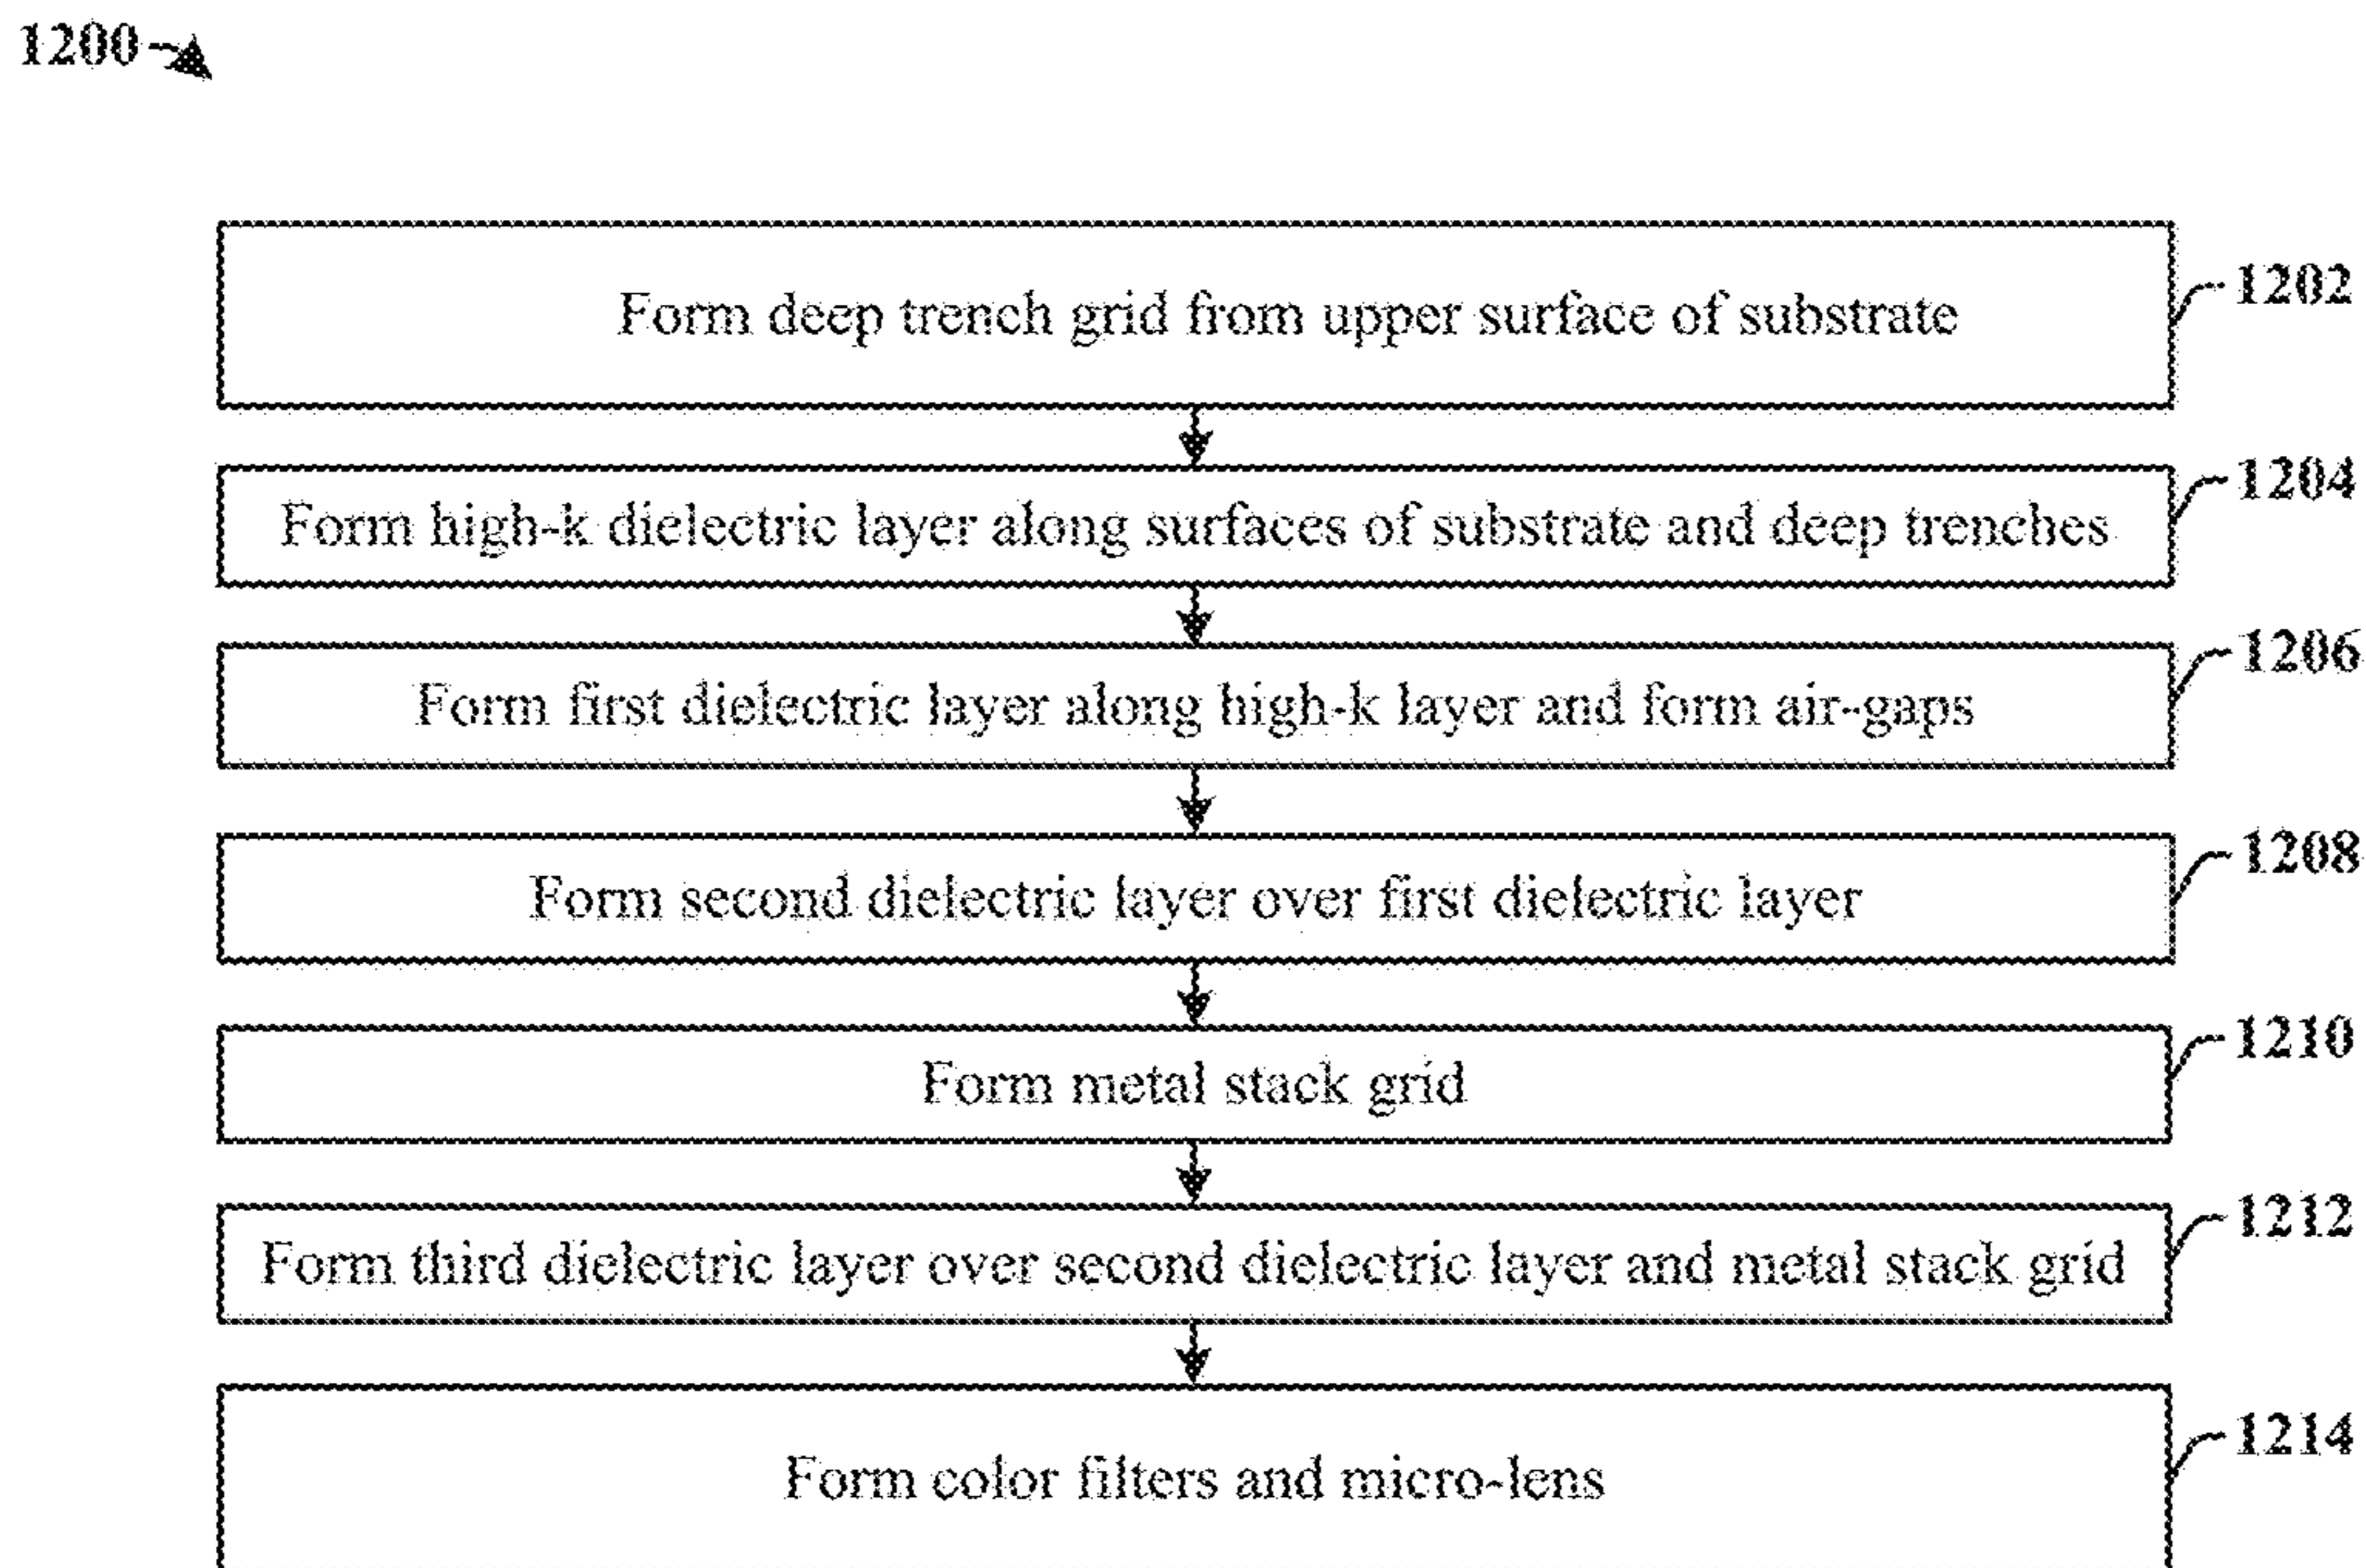 1200
Form deep trench grid from upper surface of substrate
1202
Form high-k dielectric layer along surfaces of substrate and deep trenches
1204
Form first dielectric layer along high-k layer and form air-gaps
1206
Form second dielectric layer over first dielectric layer
1208
Form metal stack grid
1210
Form third dielectric layer over second dielectric layer and metal stack grid
1212
Form color filters and micro-lens
1214